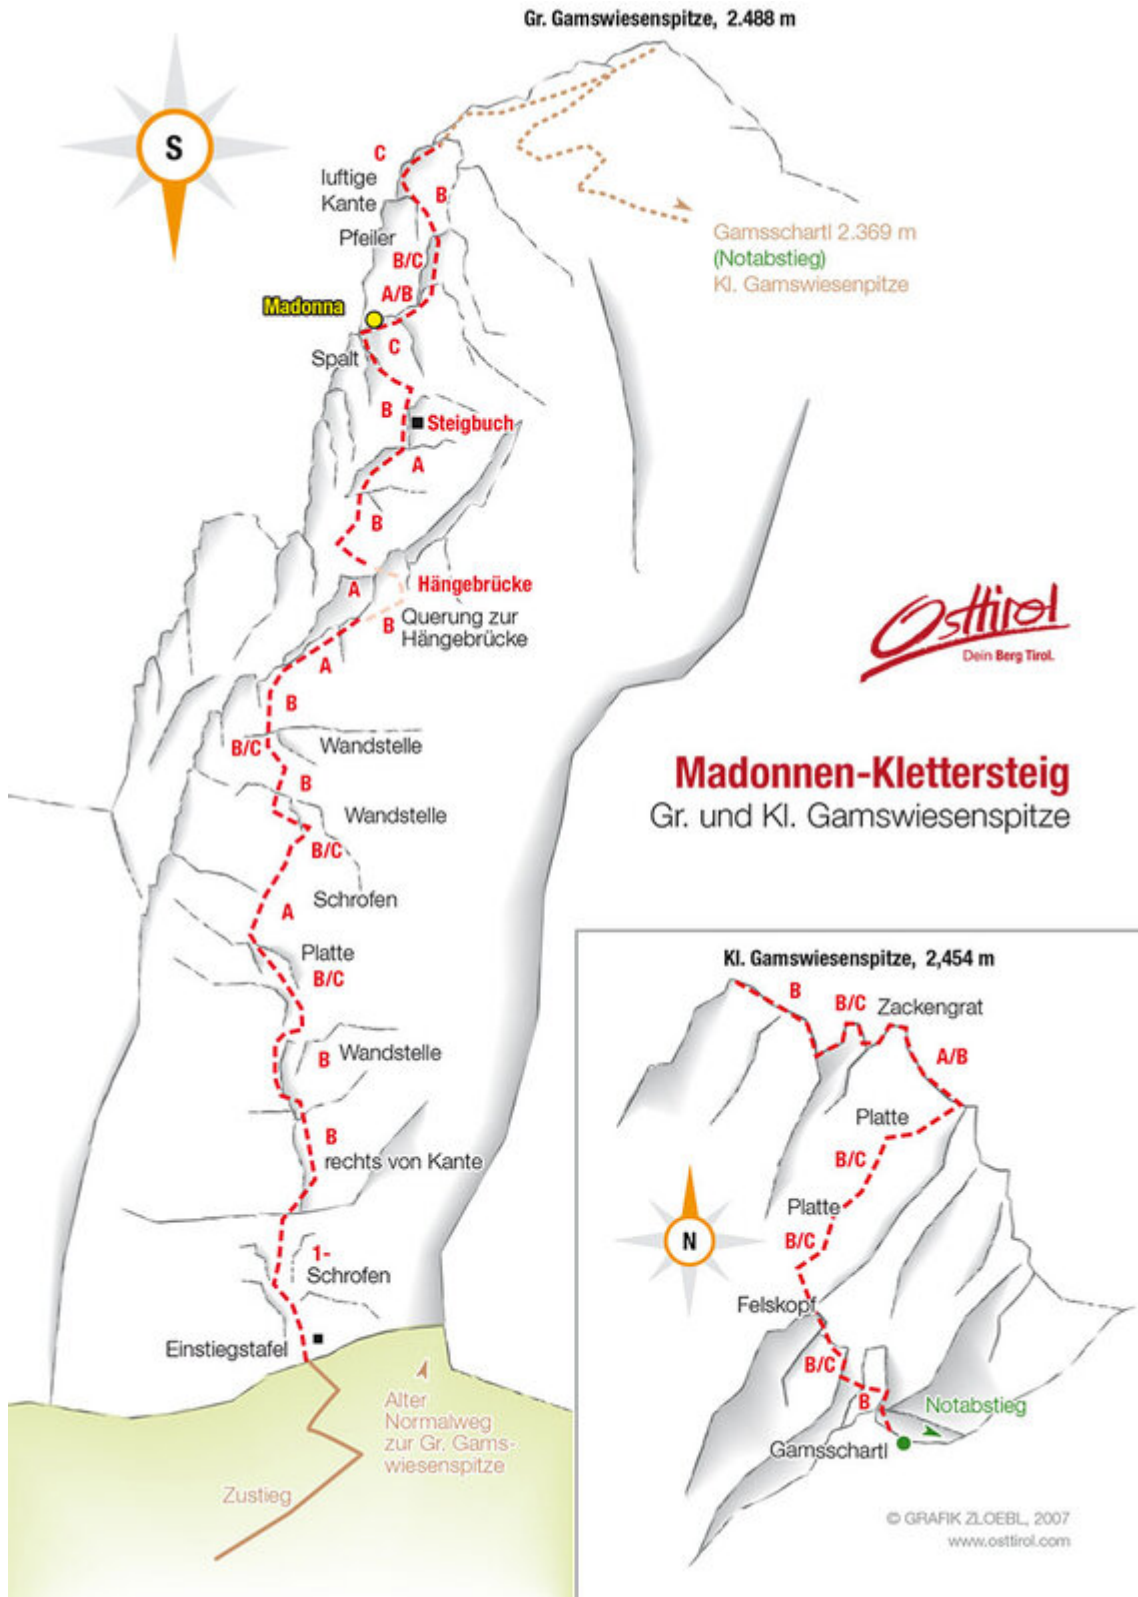 Gr. Gamswiesenspitze, 2.488 m
S
C
luftige
Kante
B
Pfeiler
B/C
A/B
Gamsschartl 2.369 m
(Notabstieg)
Kl. Gamswiesenpitze
Madonna
C
Spalt
B
Steigbuch
A
B
A
Hängebrücke
B
Querung zur
Hängebrücke
A
B
B/C
Wandstelle
B
Wandstelle
B/C
Schrofen
A
Platte
B/C
B
Wandstelle
B
rechts von Kante
1-
Schrofen
Einstiegstafel
Alter
Normalweg
zur Gr. Gams-
wiesenspitze
Zustieg
Osttirol
Dein Berg Tirol.
Madonnen-Klettersteig
Gr. und Kl. Gamswiesenspitze
Kl. Gamswiesenspitze, 2,454 m
B
B/C
Zackengrat
A/B
Platte
B/C
Platte
B/C
N
Felskopf
B/C
B
Notabstieg
Gamsschartl
© GRAFIK ZLOEBL, 2007
www.osttirol.com